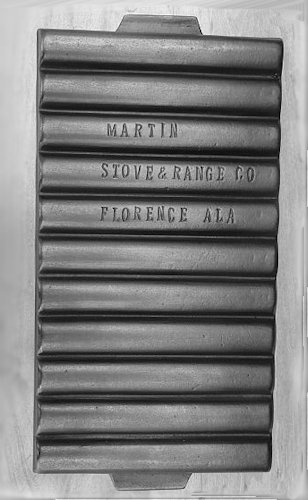 MARTIN
STOVE & RANGE CO
FLORENCE ALA